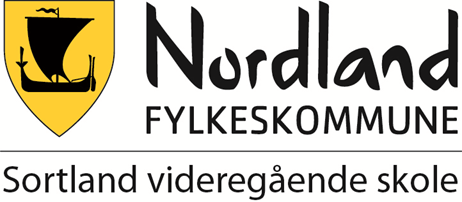 Nordland
FYLKESKOMMUNE
Sortland videregående skole